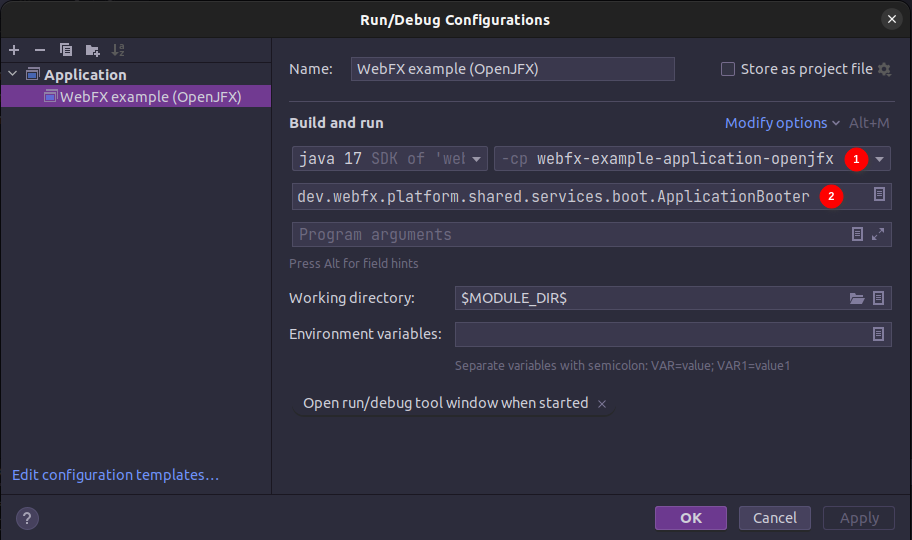 Run/Debug Configurations
Application
WebFX example (OpenJFX)
Edit configuration templates…
Name: WebFX example (OpenJFX) Store as project file
Build and run Modify options Alt+M
java 17 SDK of 'web -cp webfx-example-application-openjfx 1
dev.webfx.platform.shared.services.boot.ApplicationBooter 2
Program arguments
Press Alt for field hints
Working directory: $MODULE_DIR$
Environment variables:
Separate variables with semicolon: VAR=value; VAR1=value1
Open run/debug tool window when started ×
? OK Cancel Apply